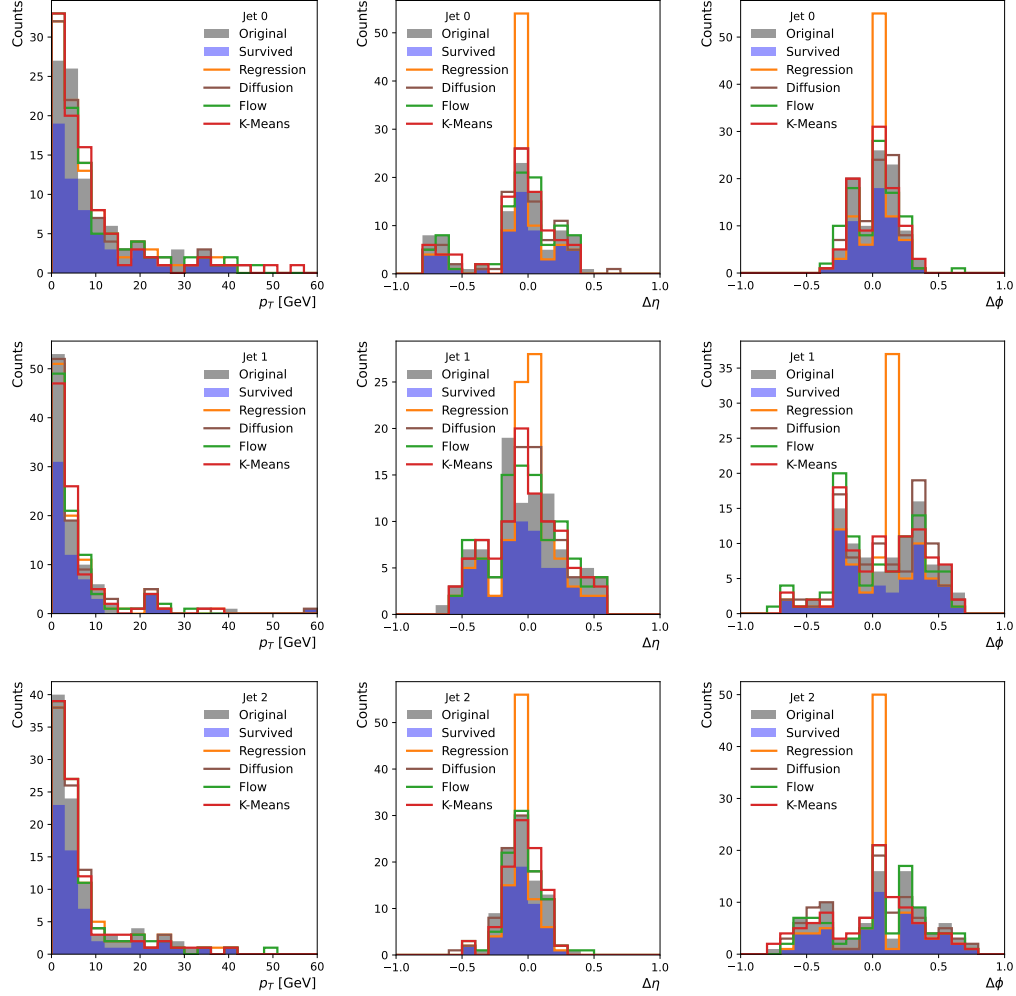 Counts
Jet 0
Original
Survived
Regression
Diffusion
Flow
K-Means
0 5 10 15 20 25 30
0 10 20 30 40 50 60
p_T [GeV]
Counts
Jet 0
Original
Survived
Regression
Diffusion
Flow
K-Means
0 10 20 30 40 50
−1.0 −0.5 0.0 0.5 1.0
Δη
Counts
Jet 0
Original
Survived
Regression
Diffusion
Flow
K-Means
0 10 20 30 40 50
−1.0 −0.5 0.0 0.5 1.0
Δϕ
Counts
Jet 1
Original
Survived
Regression
Diffusion
Flow
K-Means
0 10 20 30 40 50
0 10 20 30 40 50 60
p_T [GeV]
Counts
Jet 1
Original
Survived
Regression
Diffusion
Flow
K-Means
0 5 10 15 20 25
−1.0 −0.5 0.0 0.5 1.0
Δη
Counts
Jet 1
Original
Survived
Regression
Diffusion
Flow
K-Means
0 5 10 15 20 25 30 35
−1.0 −0.5 0.0 0.5 1.0
Δϕ
Counts
Jet 2
Original
Survived
Regression
Diffusion
Flow
K-Means
0 5 10 15 20 25 30 35 40
0 10 20 30 40 50 60
p_T [GeV]
Counts
Jet 2
Original
Survived
Regression
Diffusion
Flow
K-Means
0 10 20 30 40 50
−1.0 −0.5 0.0 0.5 1.0
Δη
Counts
Jet 2
Original
Survived
Regression
Diffusion
Flow
K-Means
0 10 20 30 40 50
−1.0 −0.5 0.0 0.5 1.0
Δϕ